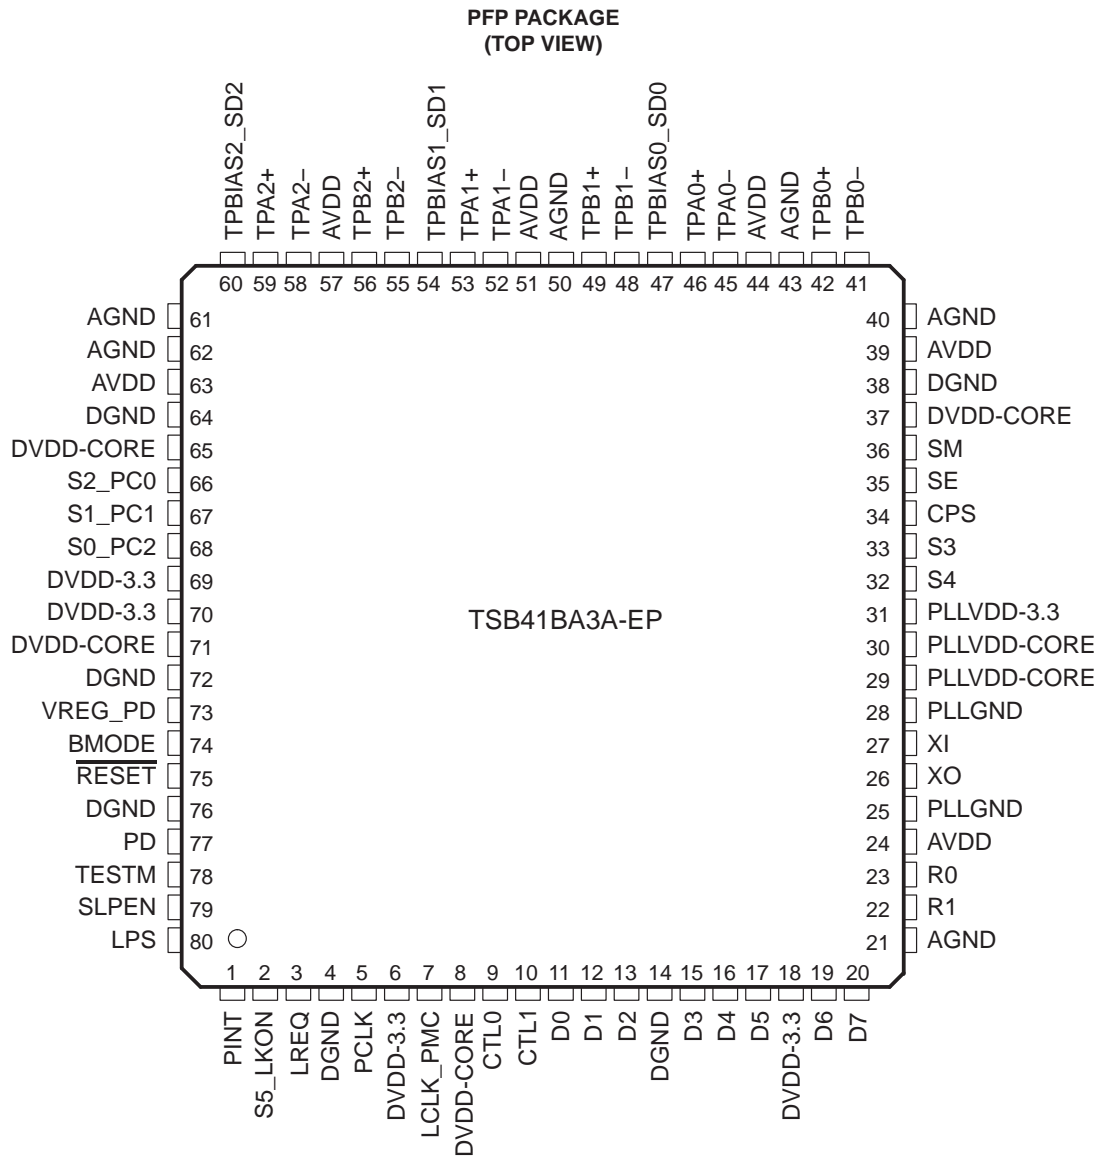 PFP PACKAGE
(TOP VIEW)
TPBIAS2_SD2
TPA2+
TPA2–
AVDD
TPB2+
TPB2–
TPBIAS1_SD1
TPA1+
TPA1–
AVDD
AGND
TPB1+
TPB1–
TPBIAS0_SD0
TPA0+
TPA0–
AVDD
AGND
TPB0+
TPB0–
60 59 58 57 56 55 54 53 52 51 50 49 48 47 46 45 44 43 42 41
AGND 61
AGND 62
AVDD 63
DGND 64
DVDD-CORE 65
S2_PC0 66
S1_PC1 67
S0_PC2 68
DVDD-3.3 69
DVDD-3.3 70
DVDD-CORE 71
DGND 72
VREG_PD 73
BMODE 74
RESET 75
DGND 76
PD 77
TESTM 78
SLPEN 79
LPS 80
TSB41BA3A-EP
40 AGND
39 AVDD
38 DGND
37 DVDD-CORE
36 SM
35 SE
34 CPS
33 S3
32 S4
31 PLLVDD-3.3
30 PLLVDD-CORE
29 PLLVDD-CORE
28 PLLGND
27 XI
26 XO
25 PLLGND
24 AVDD
23 R0
22 R1
21 AGND
1 2 3 4 5 6 7 8 9 10 11 12 13 14 15 16 17 18 19 20
PINT
S5_LKON
LREQ
DGND
PCLK
DVDD-3.3
LCLK_PMC
DVDD-CORE
CTL0
CTL1
D0
D1
D2
DGND
D3
D4
D5
DVDD-3.3
D6
D7